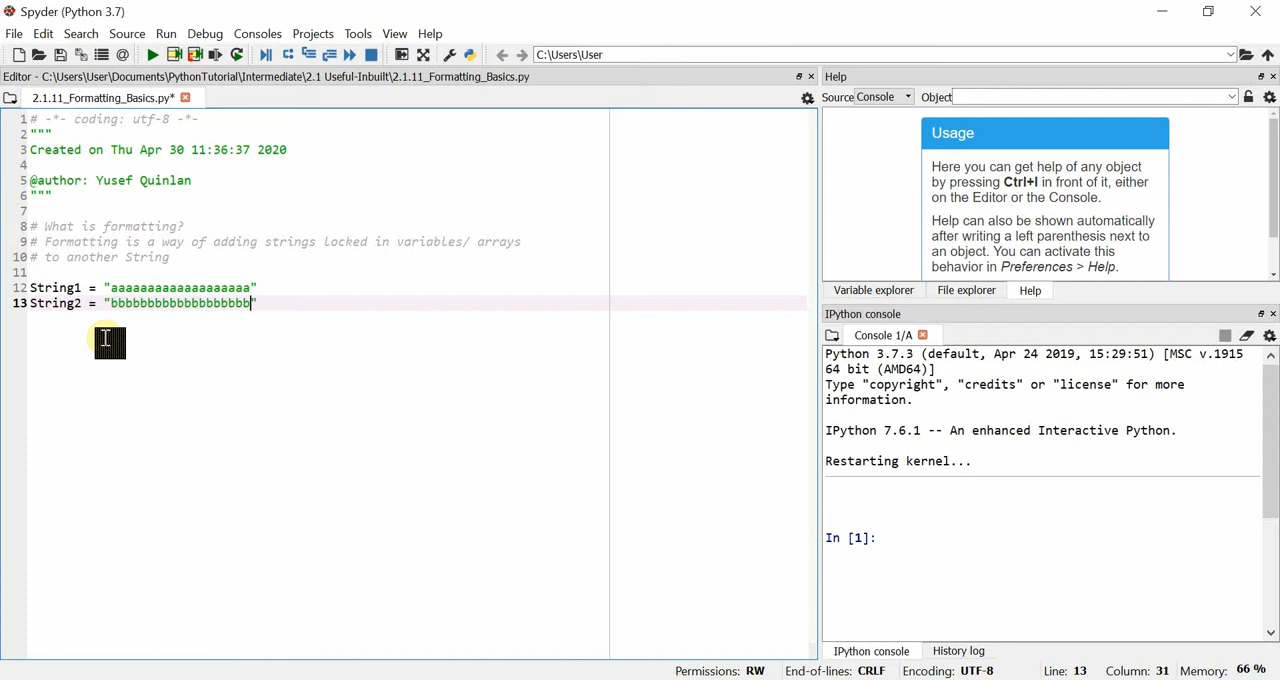 Spyder (Python 3.7)
File Edit Search Source Run Debug Consoles Projects Tools View Help
C:\Users\User
Editor - C:\Users\User\Documents\PythonTutorial\Intermediate\2.1 Useful-Inbuilt\2.1.11_Formatting_Basics.py
2.1.11_Formatting_Basics.py*
1 # -*- coding: utf-8 -*-
2 """
3 Created on Thu Apr 30 11:36:37 2020
4
5 @author: Yusef Quinlan
6 """
7
8 # What is formatting?
9 # Formatting is a way of adding strings locked in variables/ arrays
10 # to another String
11
12 String1 = "aaaaaaaaaaaaaaaaaaa"
13 String2 = "bbbbbbbbbbbbbbbbbbb"
Help
Source Console Object
Usage
Here you can get help of any object
by pressing Ctrl+I in front of it, either
on the Editor or the Console.
Help can also be shown automatically
after writing a left parenthesis next to
an object. You can activate this
behavior in Preferences > Help.
Variable explorer File explorer Help
IPython console
Console 1/A
Python 3.7.3 (default, Apr 24 2019, 15:29:51) [MSC v.1915
64 bit (AMD64)]
Type "copyright", "credits" or "license" for more
information.
IPython 7.6.1 -- An enhanced Interactive Python.
Restarting kernel...
In [1]:
IPython console History log
Permissions: RW End-of-lines: CRLF Encoding: UTF-8 Line: 13 Column: 31 Memory: 66 %